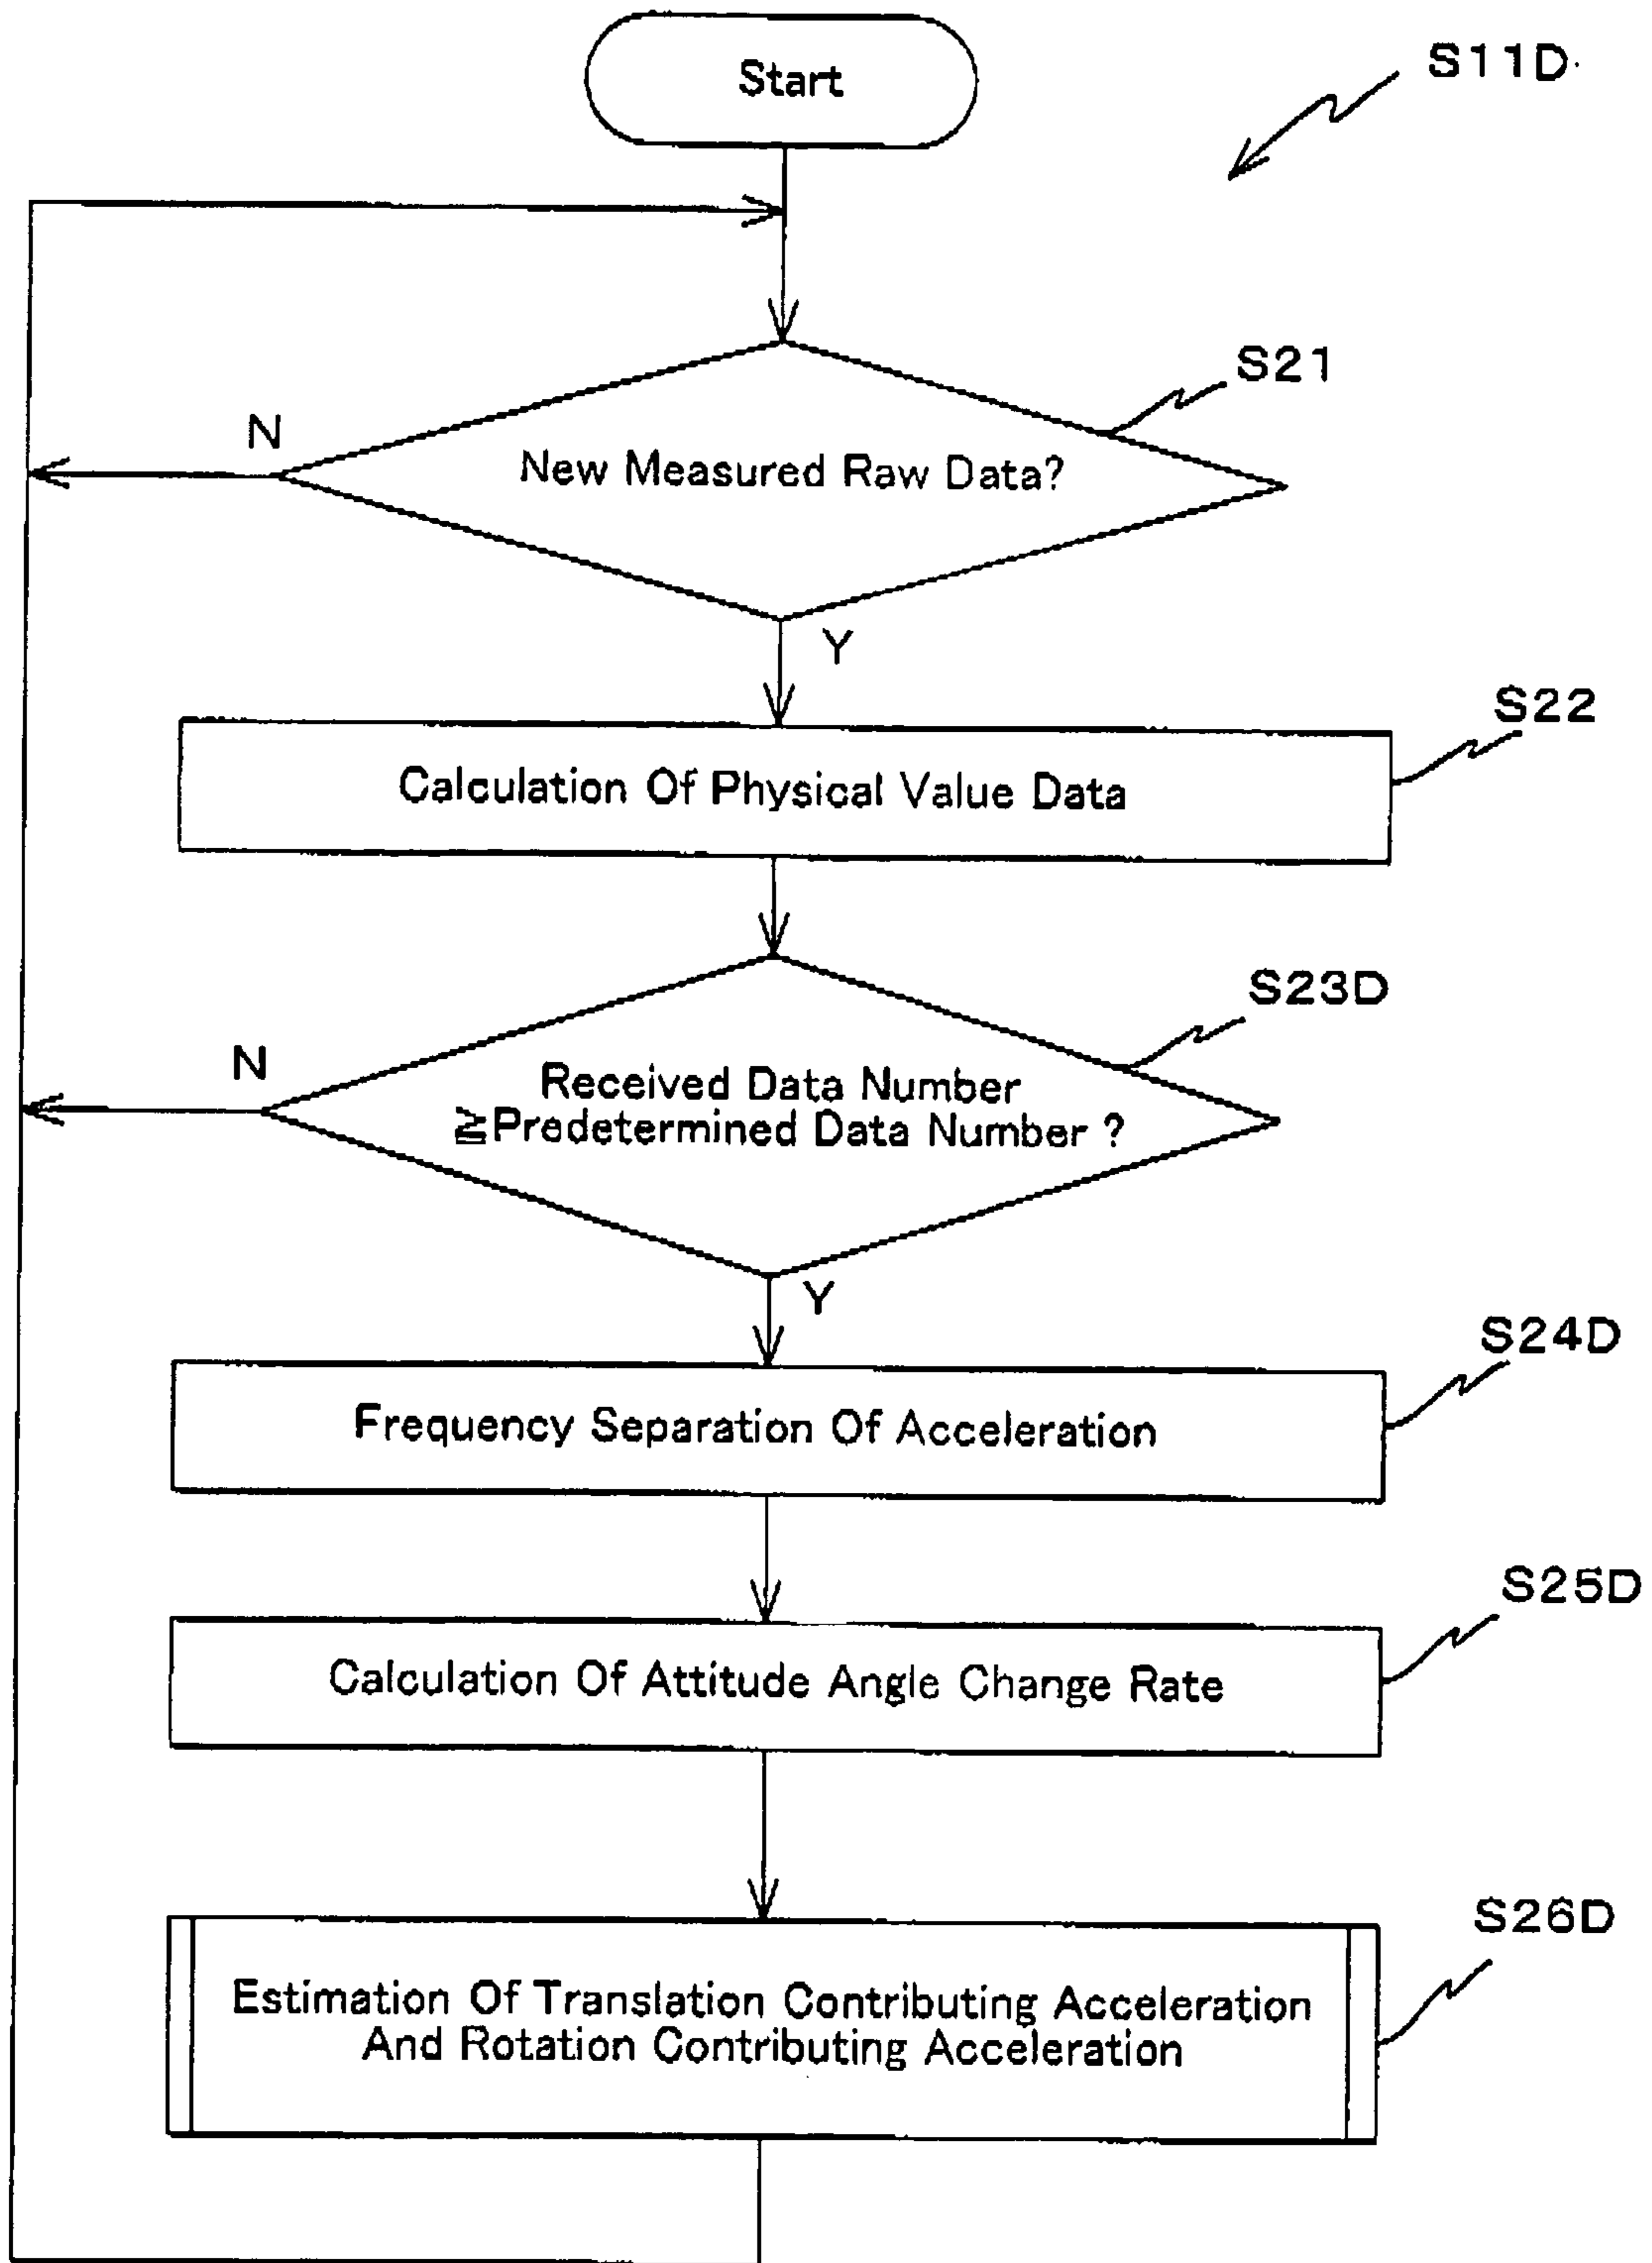 Start
S11D
S21
N
New Measured Raw Data?
Y
S22
Calculation Of Physical Value Data
S23D
N
Received Data Number
≧Predetermined Data Number ?
Y
S24D
Frequency Separation Of Acceleration
S25D
Calculation Of Attitude Angle Change Rate
S26D
Estimation Of Translation Contributing Acceleration
And Rotation Contributing Acceleration